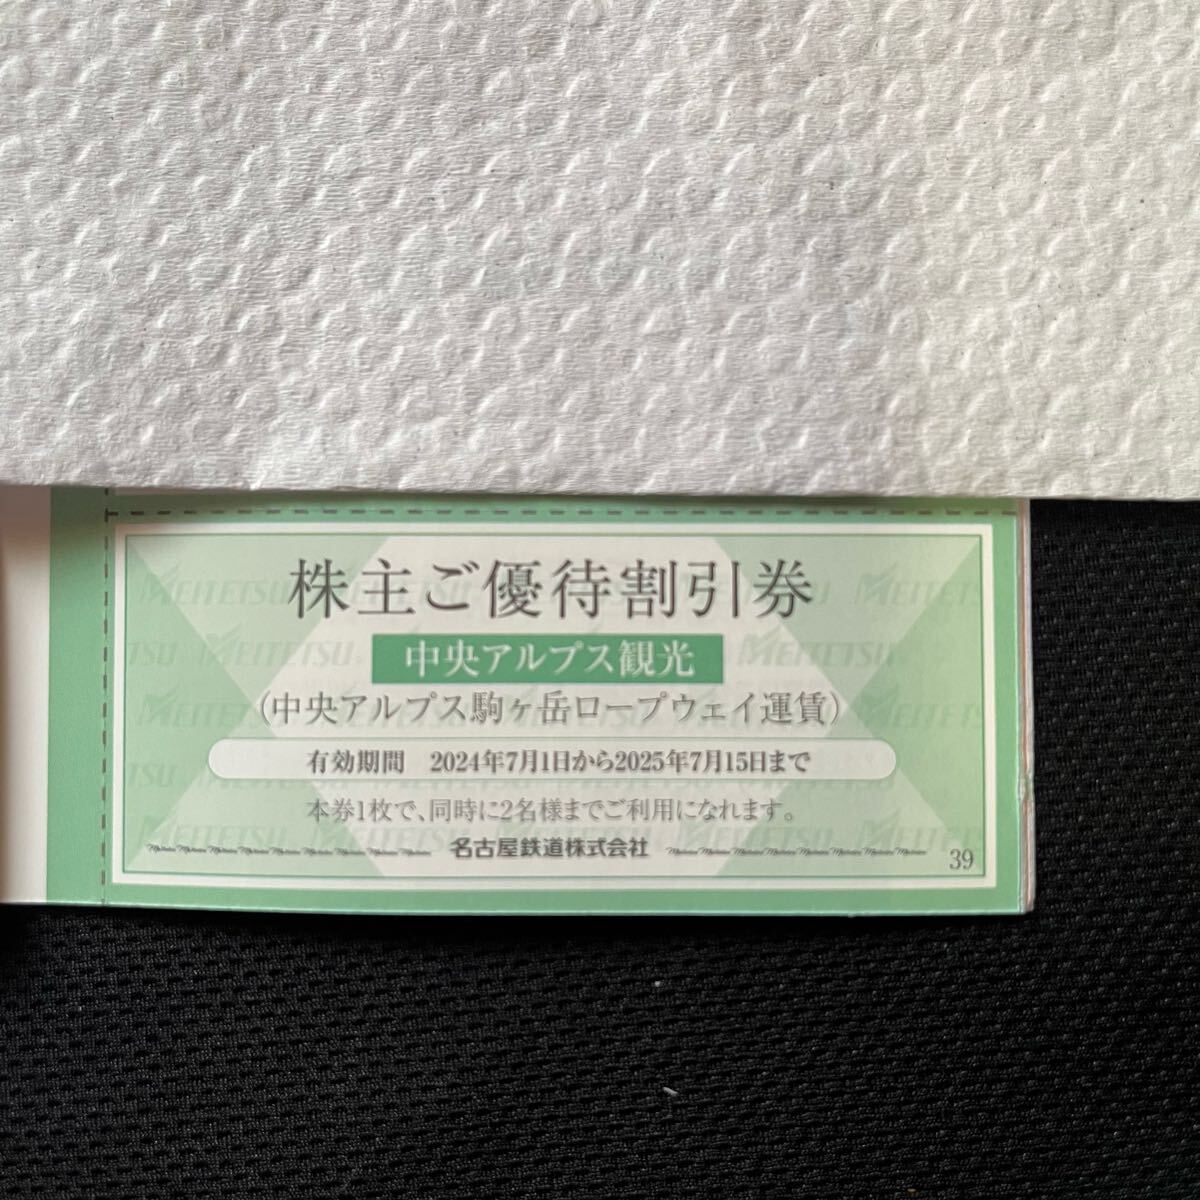 株主ご優待割引券
中央アルプス観光
(中央アルプス駒ヶ岳ロープウェイ運賃)
有効期間 2024年7月1日から2025年7月15日まで
本券1枚で、同時に2名様までご利用になれます。
名古屋鉄道株式会社
39
MEITETSU